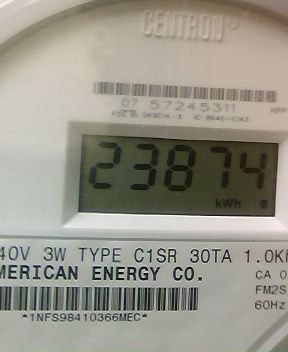 CENTRON®
07 57245311
23874
kWh
40V 3W TYPE C1SR 30TA 1.0K
MERICAN ENERGY CO.
CA 0
FM2S
60Hz
*1NFS98410366MEC*